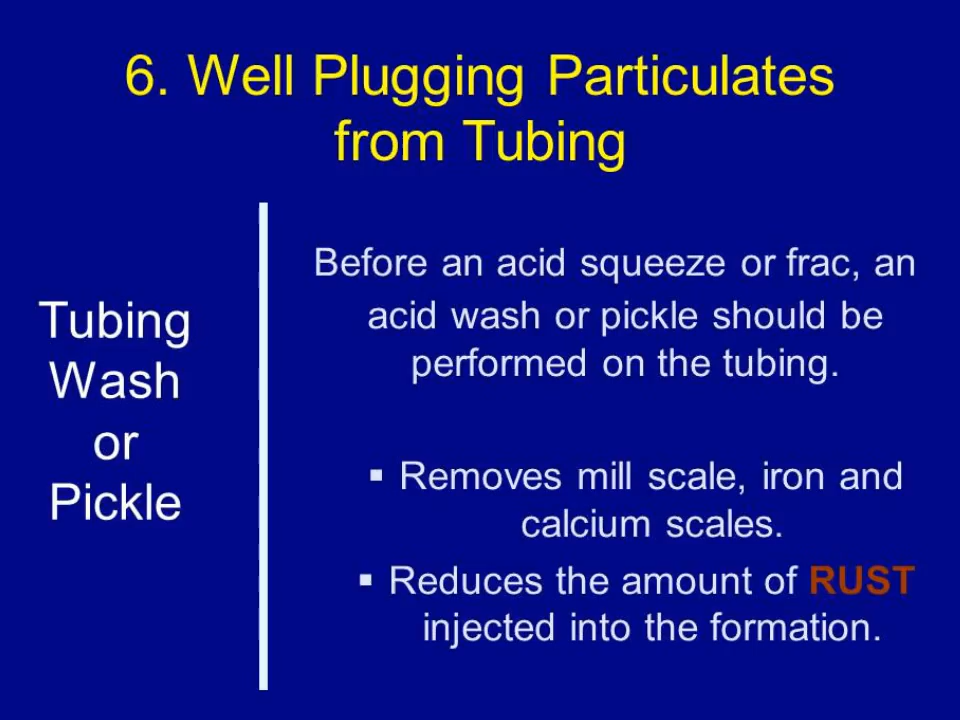 6. Well Plugging Particulates
from Tubing
Tubing
Wash
or
Pickle
Before an acid squeeze or frac, an
acid wash or pickle should be
performed on the tubing.
▪ Removes mill scale, iron and
calcium scales.
▪ Reduces the amount of RUST
injected into the formation.